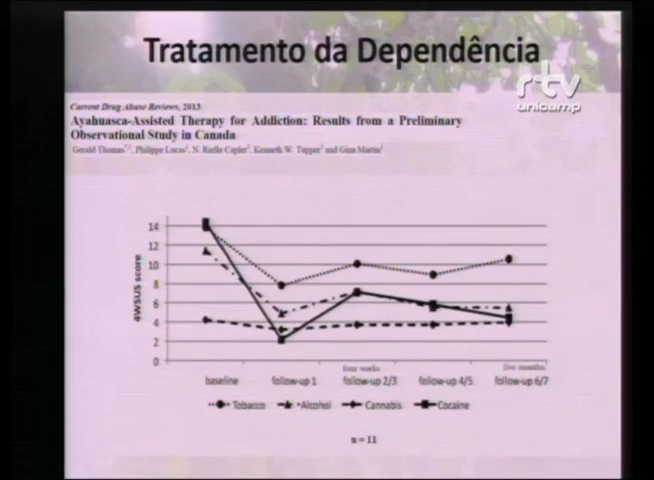 Tratamento da Dependência
rtv
unicamp
Current Drug Abuse Reviews, 2013
Ayahuasca-Assisted Therapy for Addiction: Results from a Preliminary
Observational Study in Canada
Gerald Thomas, Philippe Lucas, N. Rielle Capler, Kenneth W. Tupper and Gina Martin
4WSUS score
14
12
10
8
6
4
2
0
four weeks
five months
baseline follow-up 1 follow-up 2/3 follow-up 4/5 follow-up 6/7
Tobacco Alcohol Cannabis Cocaine
n = 11